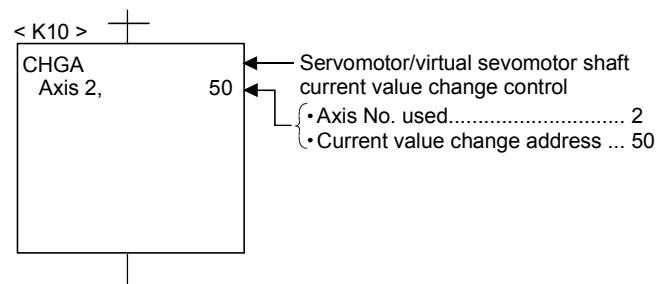 < K10 >
CHGA
Axis 2, 50
Servomotor/virtual sevomotor shaft
current value change control
•Axis No. used.............................. 2
•Current value change address ... 50